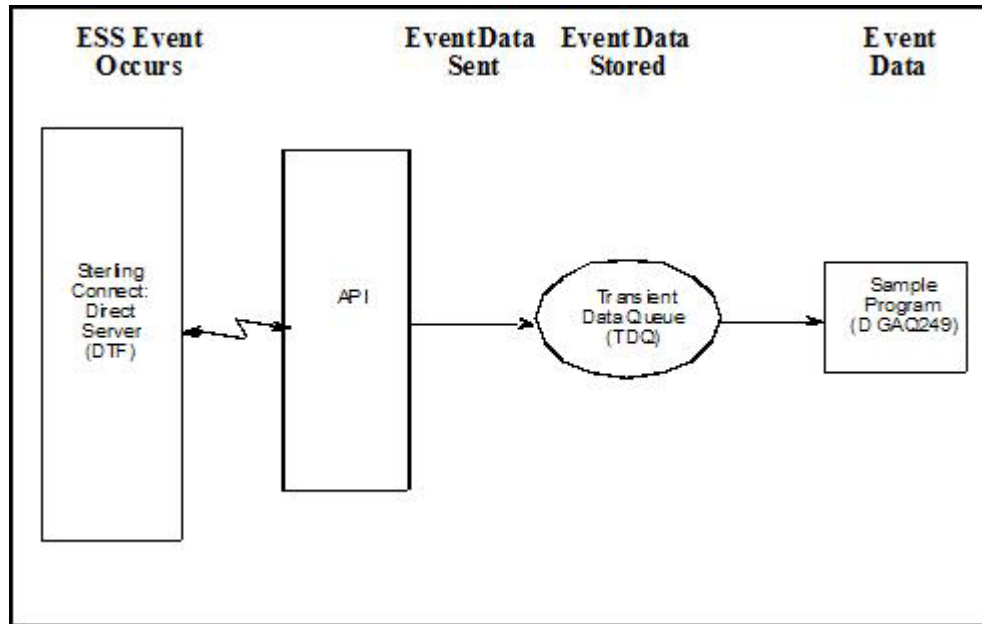 ESS Event
Occurs
Event Data
Sent
Event Data
Stored
Event
Data
Sterling
Connect:
Direct
Server
(DTF)
API
Transient
Data Queue
(TDQ)
Sample
Program
(DGAQ249)